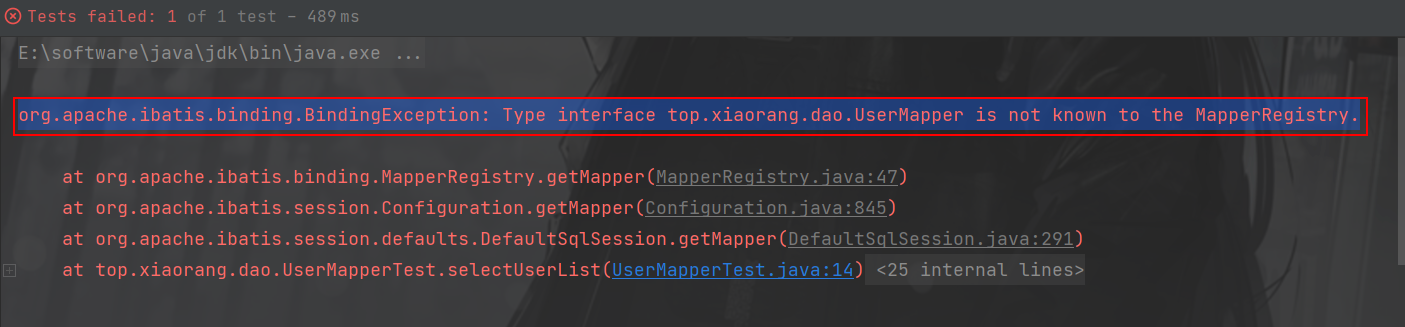 Tests failed: 1 of 1 test – 489 ms
E:\software\java\jdk\bin\java.exe ...
org.apache.ibatis.binding.BindingException: Type interface top.xiaorang.dao.UserMapper is not known to the MapperRegistry.
at org.apache.ibatis.binding.MapperRegistry.getMapper(MapperRegistry.java:47)
at org.apache.ibatis.session.Configuration.getMapper(Configuration.java:845)
at org.apache.ibatis.session.defaults.DefaultSqlSession.getMapper(DefaultSqlSession.java:291)
at top.xiaorang.dao.UserMapperTest.selectUserList(UserMapperTest.java:14) <25 internal lines>